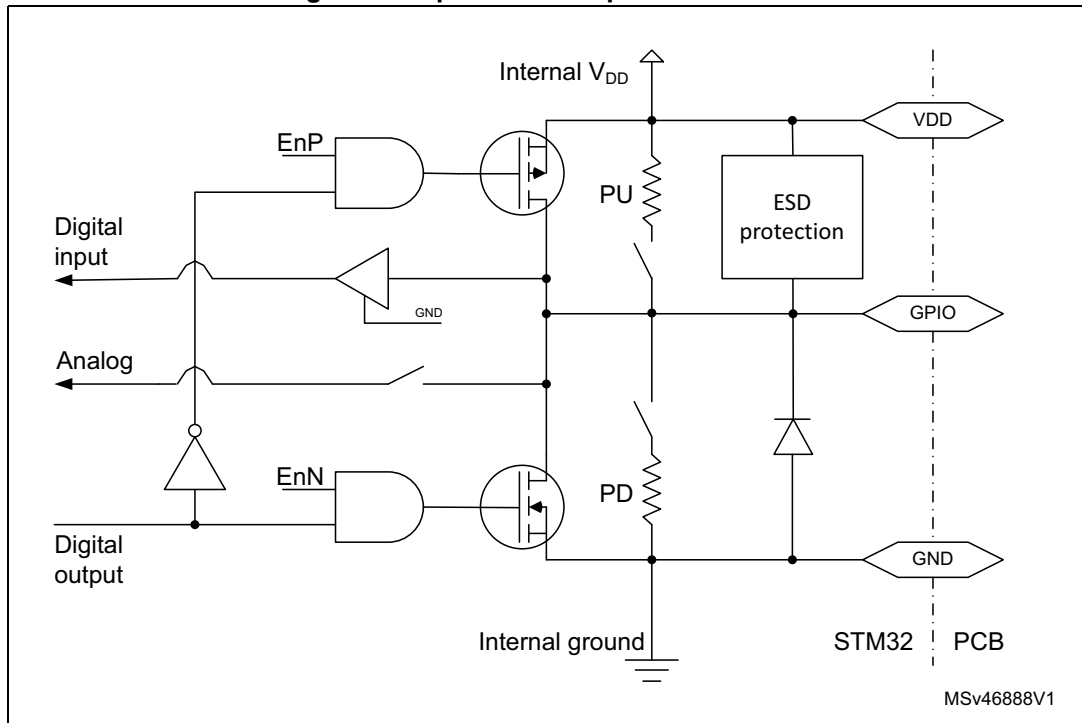 Internal VDD
VDD
EnP
PU
ESD
protection
Digital
input
GND
GPIO
Analog
EnN
PD
Digital
output
GND
Internal ground
STM32
PCB
MSv46888V1